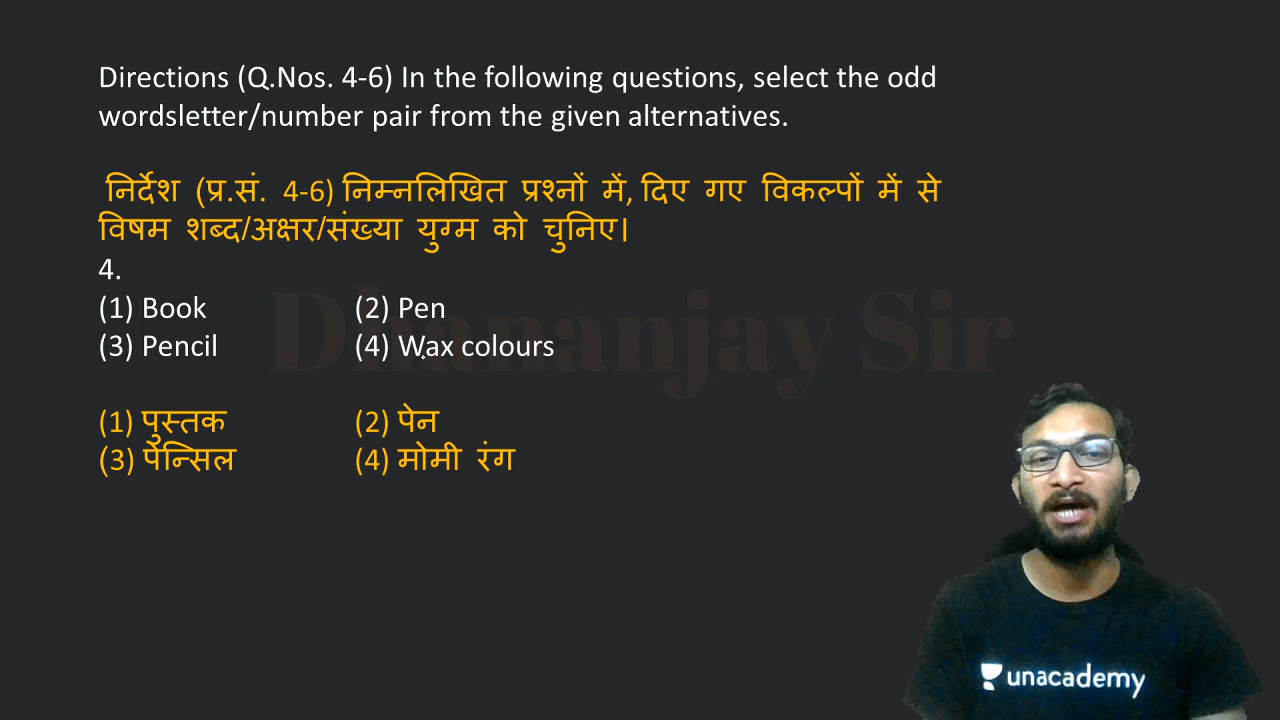 Directions (Q.Nos. 4-6) In the following questions, select the odd
wordsletter/number pair from the given alternatives.
निर्देश (प्र.सं. 4-6) निम्नलिखित प्रश्नों में, दिए गए विकल्पों में से
विषम शब्द/अक्षर/संख्या युग्म को चुनिए।
4.
(1) Book (2) Pen
(3) Pencil (4) Wax colours
(1) पुस्तक (2) पेन
(3) पेन्सिल (4) मोमी रंग
Dhananjay Sir
unacademy